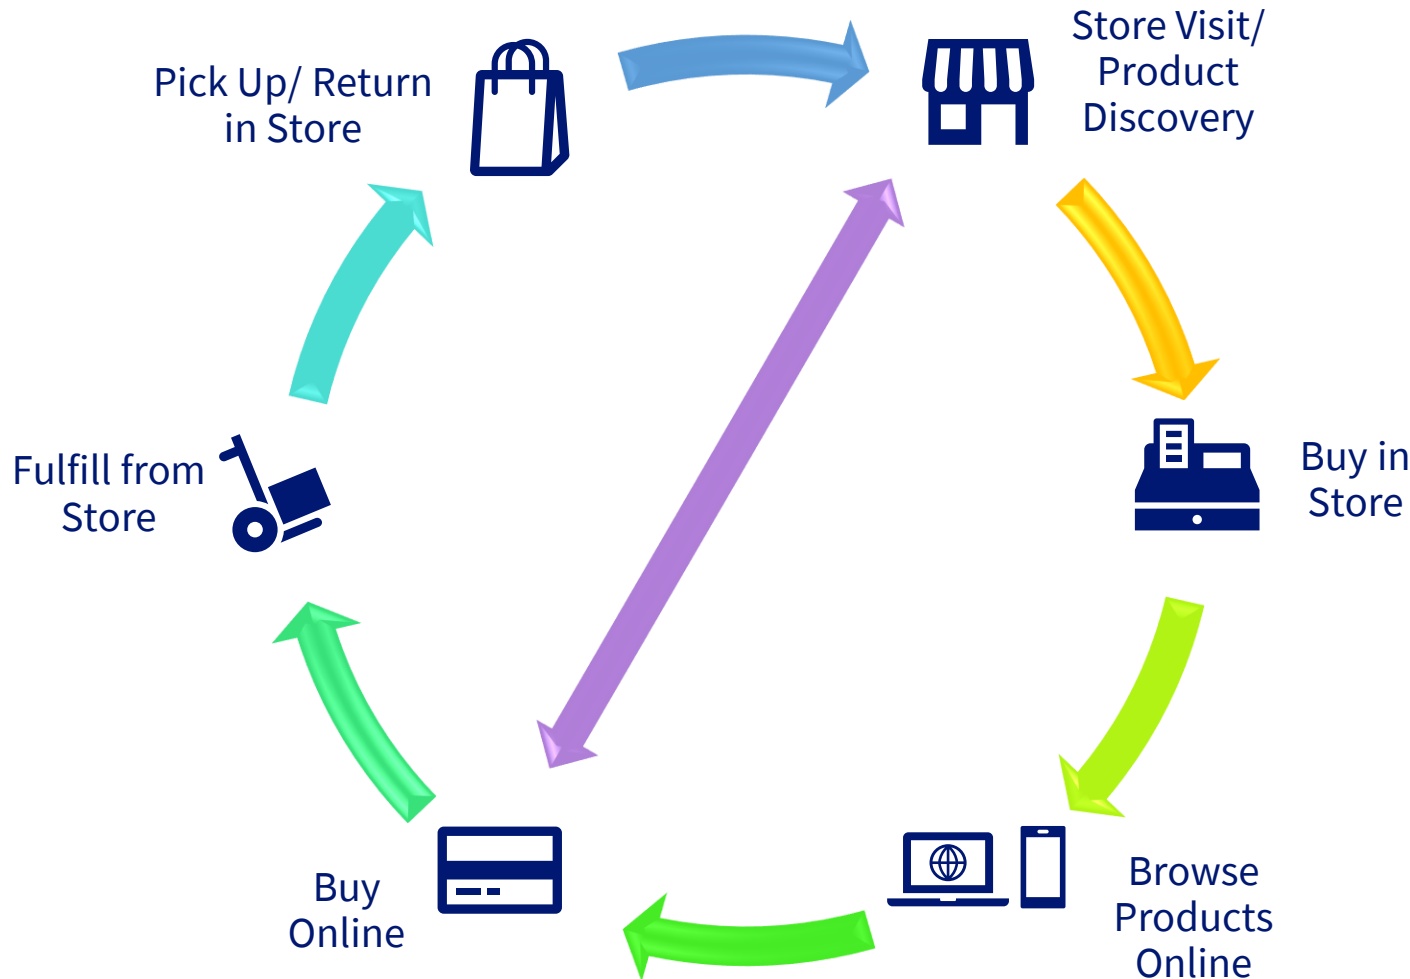 Pick Up/ Return
in Store
Store Visit/
Product
Discovery
Fulfill from
Store
Buy in
Store
Buy
Online
Browse
Products
Online